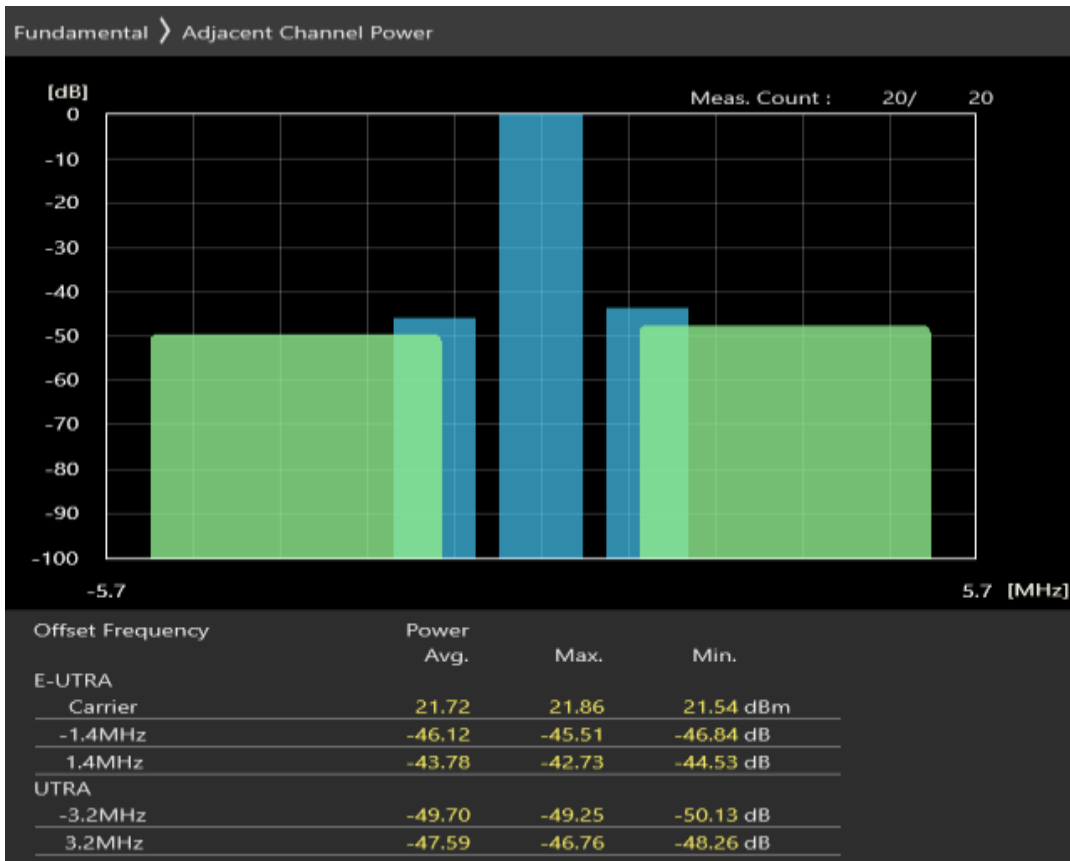 Fundamental 〉 Adjacent Channel Power
[dB]
Meas. Count : 20/ 20
0
-10
-20
-30
-40
-50
-60
-70
-80
-90
-100
-5.7 5.7 [MHz]
Offset Frequency Power
Avg. Max. Min.
E-UTRA
Carrier 21.72 21.86 21.54 dBm
-1.4MHz -46.12 -45.51 -46.84 dB
1.4MHz -43.78 -42.73 -44.53 dB
UTRA
-3.2MHz -49.70 -49.25 -50.13 dB
3.2MHz -47.59 -46.76 -48.26 dB